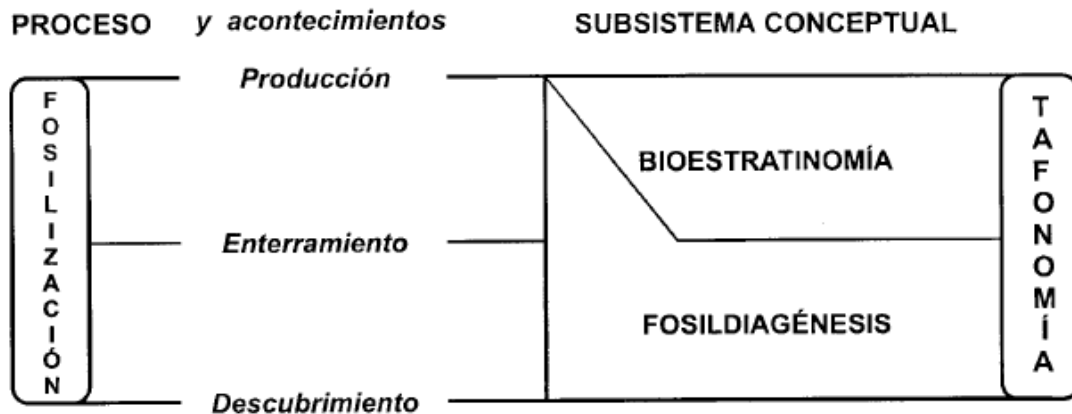 PROCESO y acontecimientos SUBSISTEMA CONCEPTUAL
Producción
FOSILIZACIÓN
TAFONOMÍA
BIOESTRATINOMÍA
Enterramiento
FOSILDIAGÉNESIS
Descubrimiento